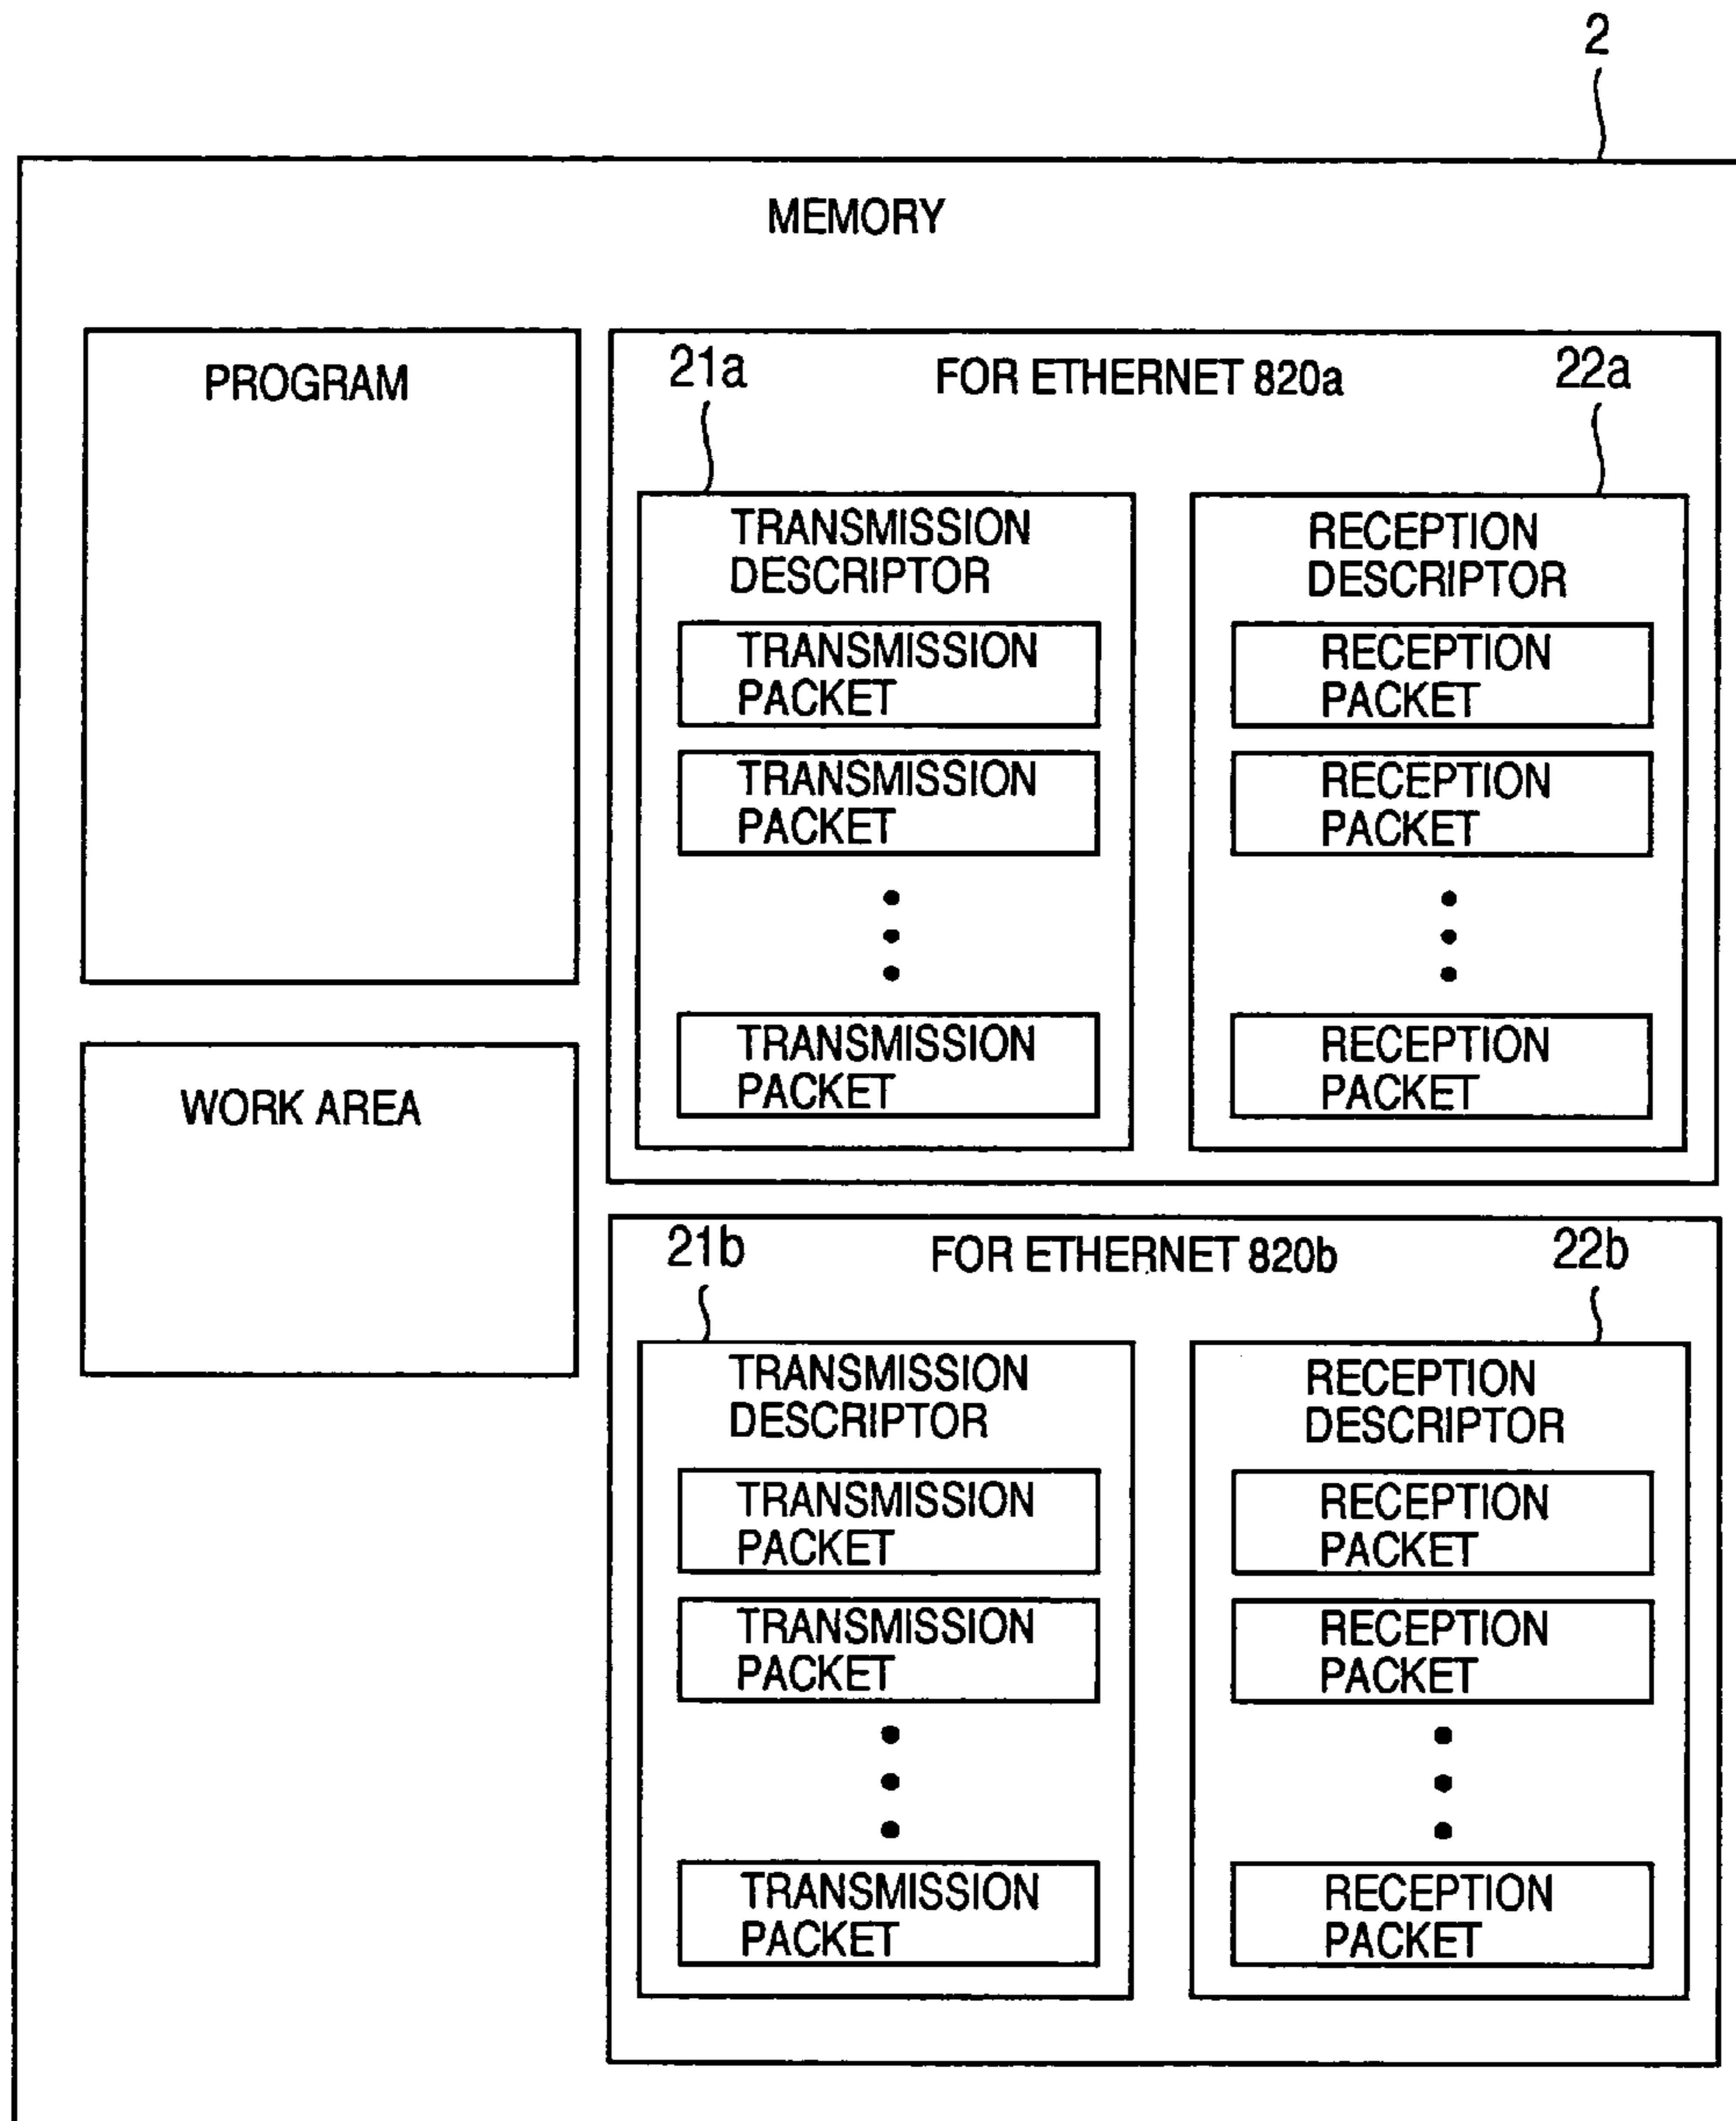 2
MEMORY
PROGRAM
WORK AREA
21a
FOR ETHERNET 820a
22a
TRANSMISSION
DESCRIPTOR
TRANSMISSION
PACKET
TRANSMISSION
PACKET
TRANSMISSION
PACKET
RECEPTION
DESCRIPTOR
RECEPTION
PACKET
RECEPTION
PACKET
RECEPTION
PACKET
21b
FOR ETHERNET 820b
22b
TRANSMISSION
DESCRIPTOR
TRANSMISSION
PACKET
TRANSMISSION
PACKET
TRANSMISSION
PACKET
RECEPTION
DESCRIPTOR
RECEPTION
PACKET
RECEPTION
PACKET
RECEPTION
PACKET